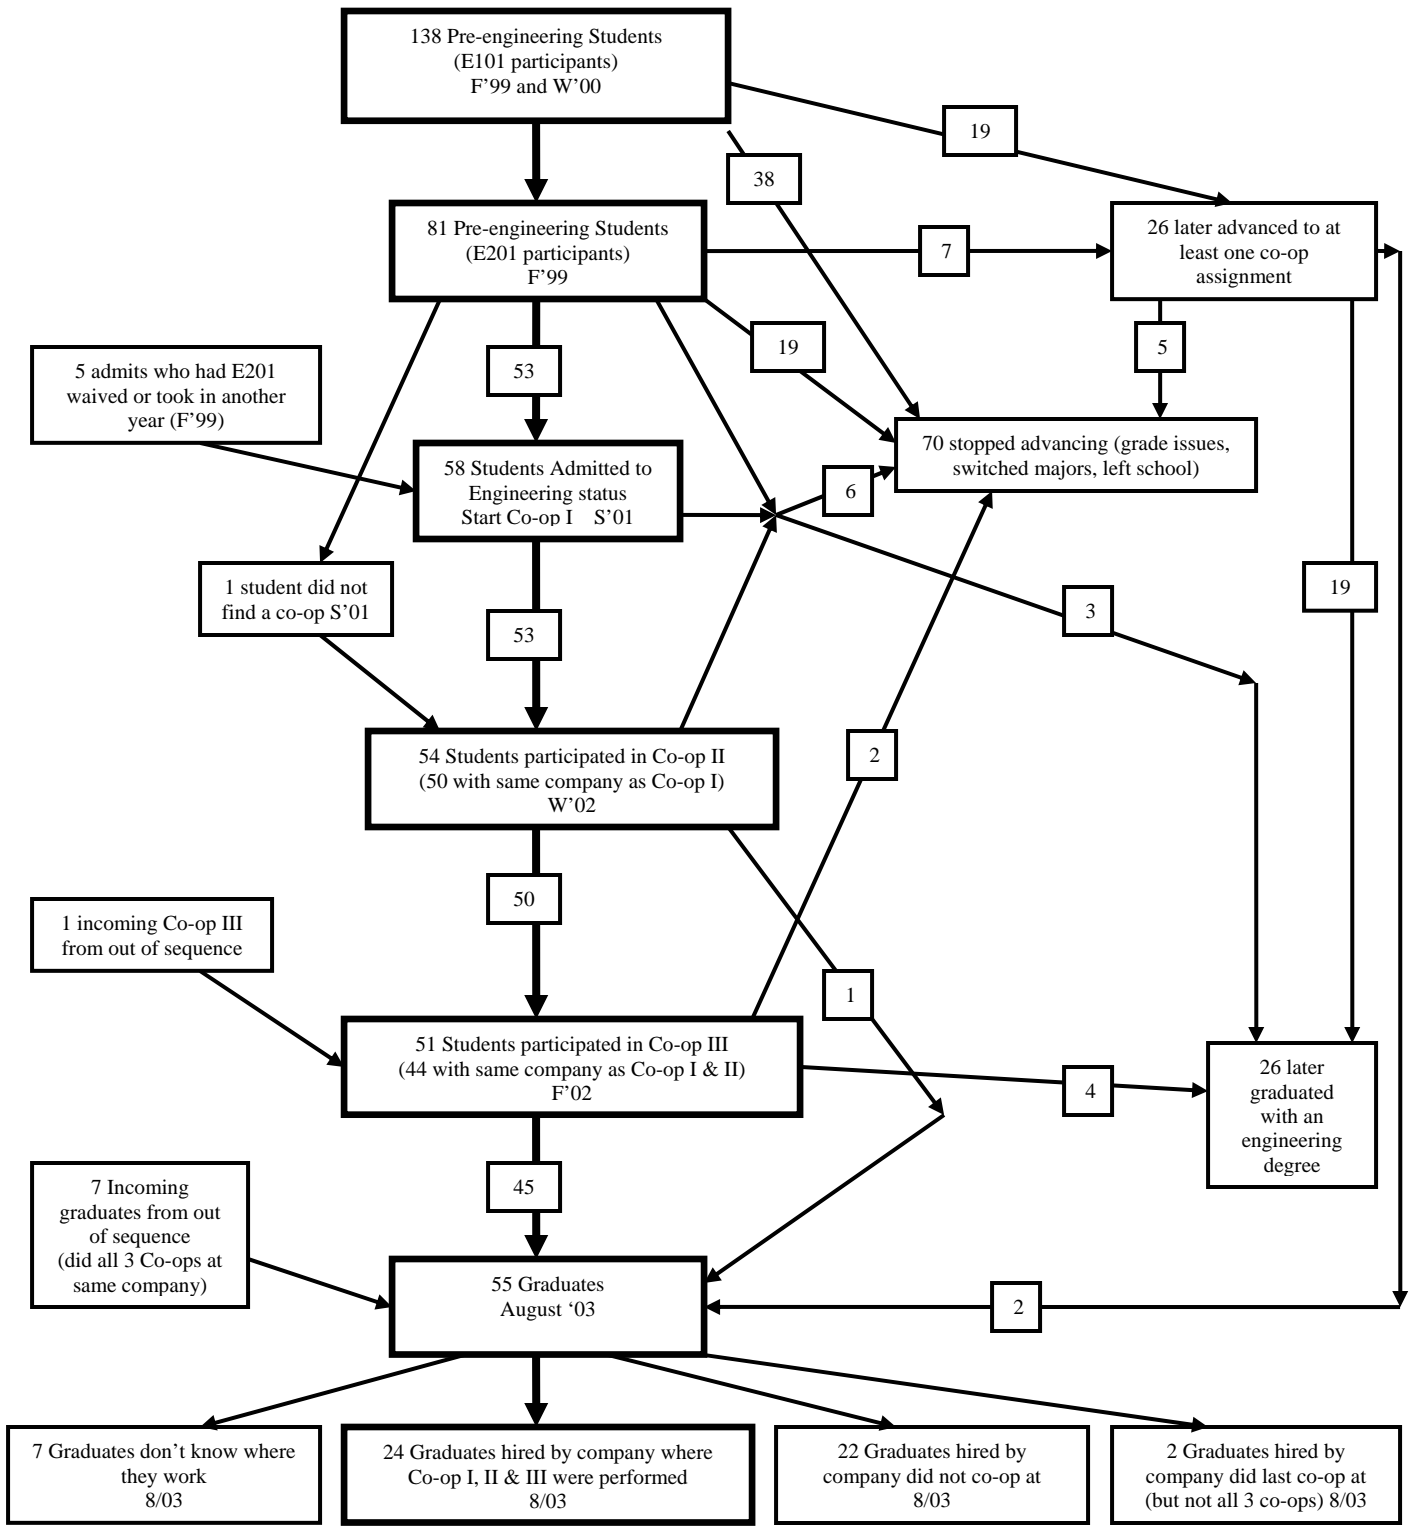 138 Pre-engineering Students
(E101 participants)
F’99 and W’00
19
38
81 Pre-engineering Students
(E201 participants)
F’99
7
26 later advanced to at
least one co-op
assignment
19
5
53
5 admits who had E201
waived or took in another
year (F’99)
70 stopped advancing (grade issues,
switched majors, left school)
58 Students Admitted to
Engineering status
Start Co-op I S’01
6
1 student did not
find a co-op S’01
19
3
53
54 Students participated in Co-op II
(50 with same company as Co-op I)
W’02
2
50
1 incoming Co-op III
from out of sequence
1
51 Students participated in Co-op III
(44 with same company as Co-op I & II)
F’02
4
26 later
graduated
with an
engineering
degree
45
7 Incoming
graduates from out
of sequence
(did all 3 Co-ops at
same company)
55 Graduates
August ‘03
2
7 Graduates don’t know where
they work
8/03
24 Graduates hired by company where
Co-op I, II & III were performed
8/03
22 Graduates hired by
company did not co-op at
8/03
2 Graduates hired by
company did last co-op at
(but not all 3 co-ops) 8/03